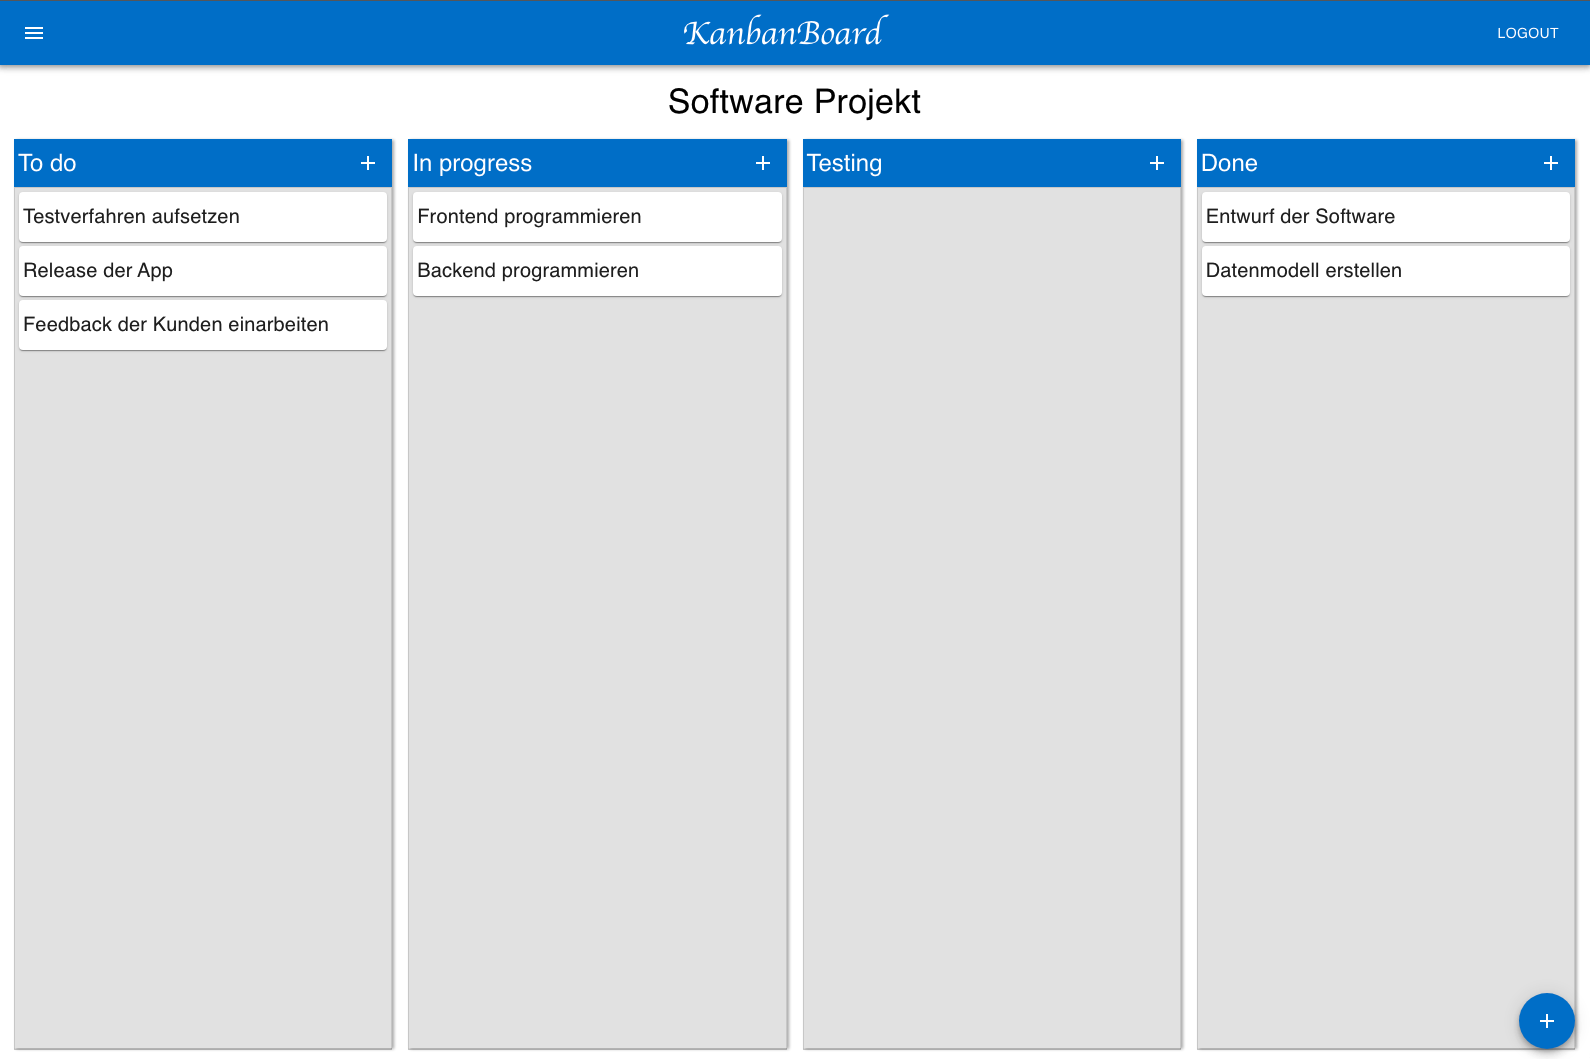 KanbanBoard
LOGOUT
Software Projekt
To do
Testverfahren aufsetzen
Release der App
Feedback der Kunden einarbeiten
In progress
Frontend programmieren
Backend programmieren
Testing
Done
Entwurf der Software
Datenmodell erstellen